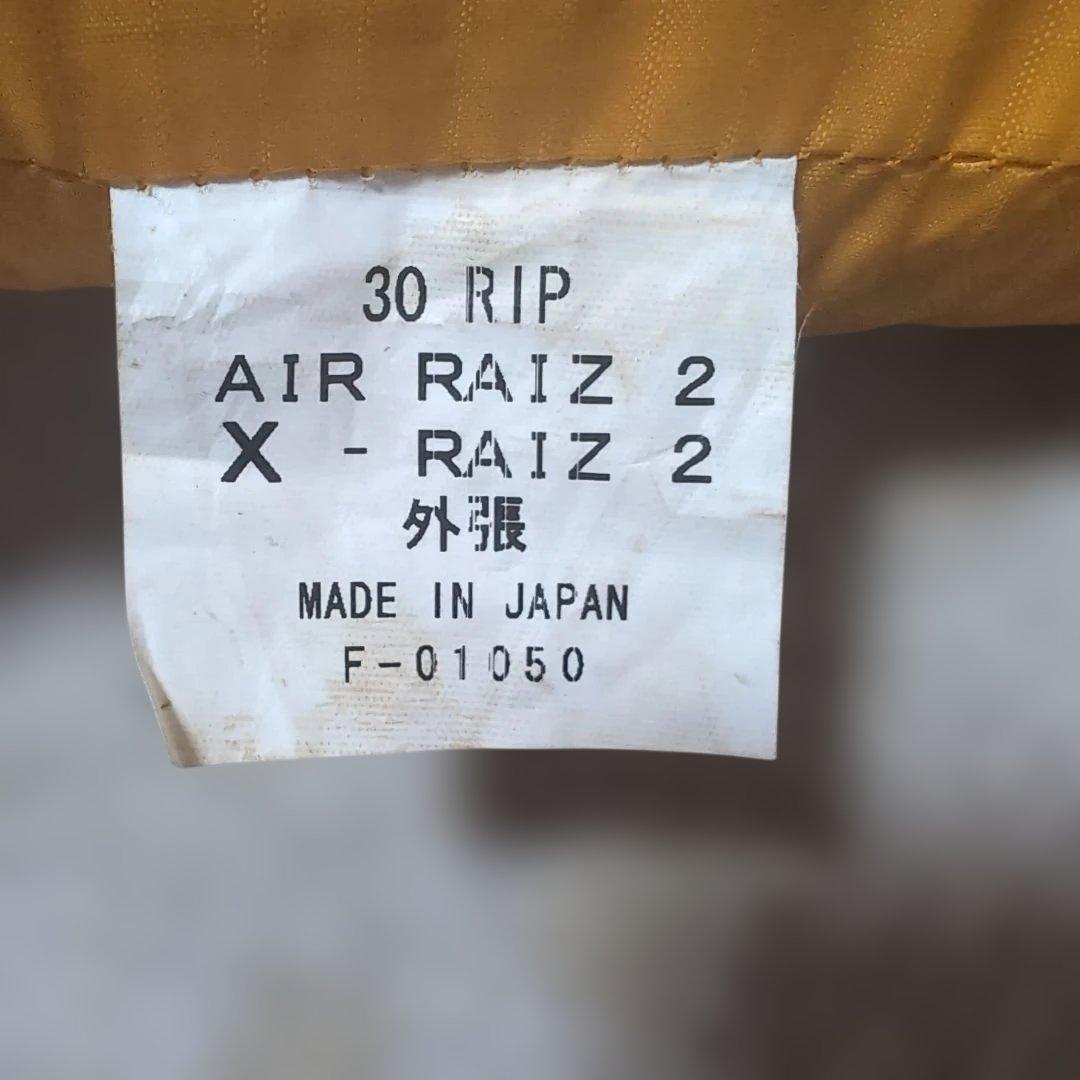 30 RIP
AIR RAIZ 2
X - RAIZ 2
外張
MADE IN JAPAN
F-01050